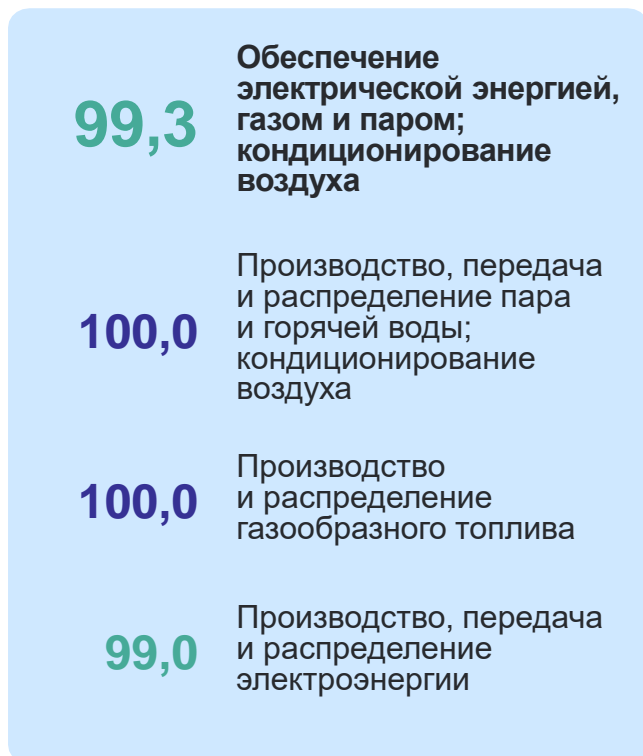 99,3
Обеспечение
электрической энергией,
газом и паром;
кондиционирование
воздуха
100,0
Производство, передача
и распределение пара
и горячей воды;
кондиционирование
воздуха
100,0
Производство
и распределение
газообразного топлива
99,0
Производство, передача
и распределение
электроэнергии